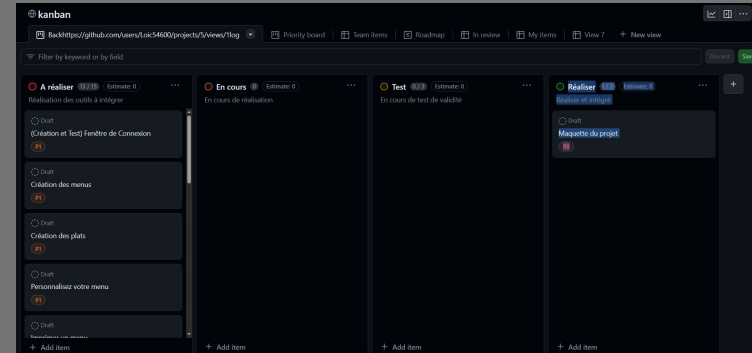 kanban
Backhttps://github.com/users/Loic54600/projects/5/views/1log
Priority board
Team items
Roadmap
In review
My items
View 7
+ New view
Filter by keyword or by field
Discard
Sav
A réaliser 13 / 15 Estimate: 0
Réalisation des outils à intégrer
Draft
(Création et Test) Fenêtre de Connexion
P1
Draft
Création des menus
P1
Draft
Création des plats
P1
Draft
Personnalisez votre menu
P1
Draft
Imprimer un menu
+ Add item
En cours 0 Estimate: 0
En cours de réalisation
+ Add item
Test 0 / 3 Estimate: 0
En cours de test de validité
+ Add item
Réaliser 1 / 2 Estimate: 0
Réaliser et intégré
Draft
Maquette du projet
P0
+ Add item